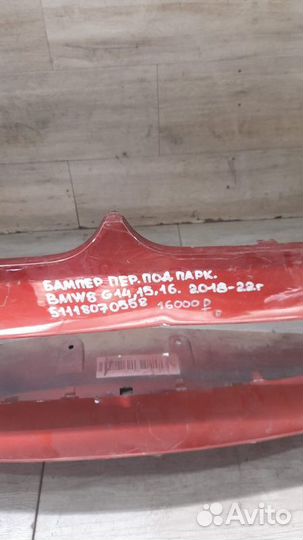 БАМПЕР ПЕР. ПОД ПАРК.
BMW8 G14,15,16. 2018-22г
51118070558 16000 ₽
Avito